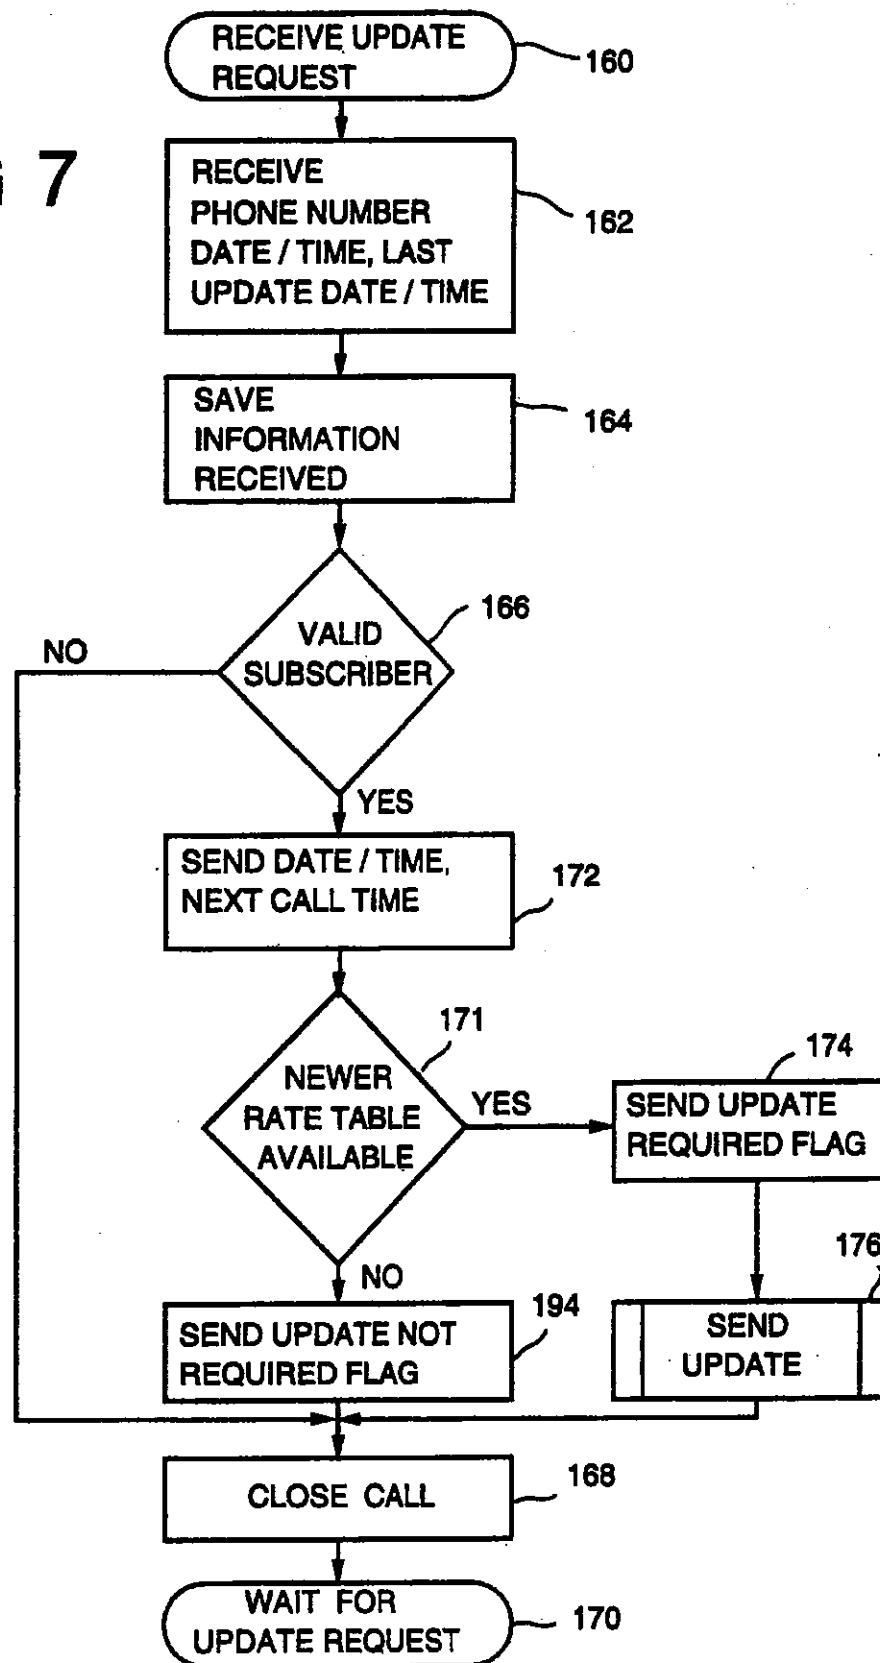 RECEIVE UPDATE
REQUEST
160
7
RECEIVE
PHONE NUMBER
DATE / TIME, LAST
UPDATE DATE / TIME
162
SAVE
INFORMATION
RECEIVED
164
VALID
SUBSCRIBER
166
NO
YES
SEND DATE / TIME,
NEXT CALL TIME
172
NEWER
RATE TABLE
AVAILABLE
171
YES
SEND UPDATE
REQUIRED FLAG
174
NO
SEND UPDATE NOT
REQUIRED FLAG
194
SEND
UPDATE
176
CLOSE CALL
168
WAIT FOR
UPDATE REQUEST
170